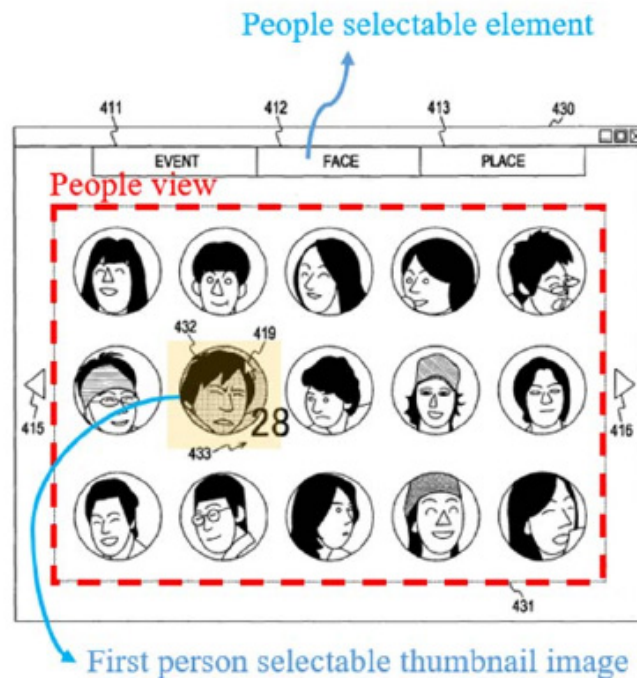 People selectable element
411 412 413 430
EVENT FACE PLACE
People view
432 419
415 28 416
433
431
First person selectable thumbnail image